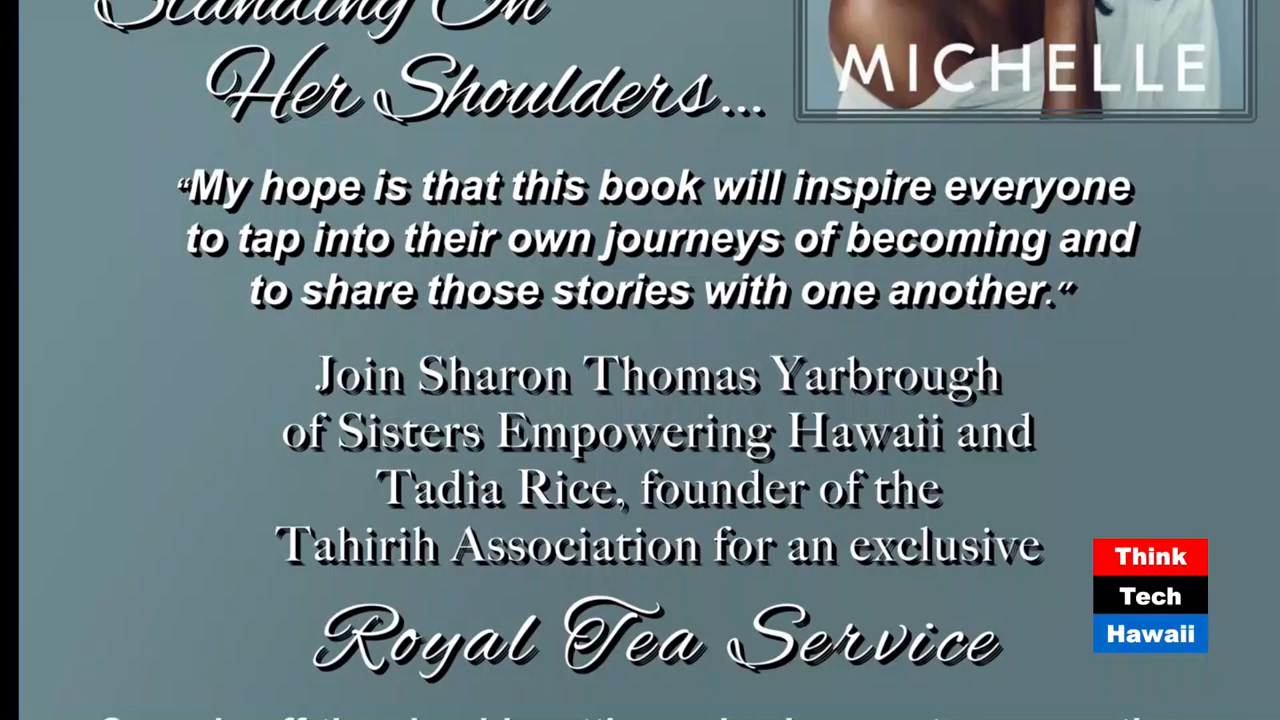 Standing On
Her Shoulders...
MICHELLE
“My hope is that this book will inspire everyone
to tap into their own journeys of becoming and
to share those stories with one another.”
Join Sharon Thomas Yarbrough
of Sisters Empowering Hawaii and
Tadia Rice, founder of the
Tahirih Association for an exclusive
Royal Tea Service
Think
Tech
Hawaii